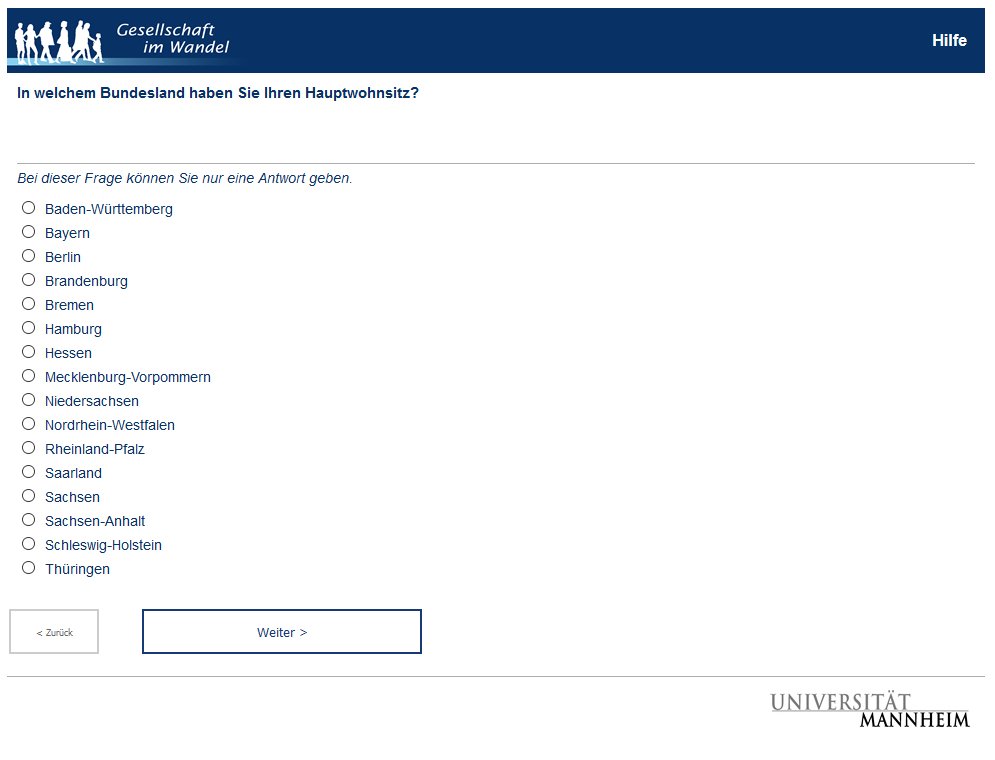 Gesellschaft
im Wandel
Hilfe
In welchem Bundesland haben Sie Ihren Hauptwohnsitz?
Bei dieser Frage können Sie nur eine Antwort geben.
Baden-Württemberg
Bayern
Berlin
Brandenburg
Bremen
Hamburg
Hessen
Mecklenburg-Vorpommern
Niedersachsen
Nordrhein-Westfalen
Rheinland-Pfalz
Saarland
Sachsen
Sachsen-Anhalt
Schleswig-Holstein
Thüringen
< Zurück
Weiter >
UNIVERSITÄT
MANNHEIM